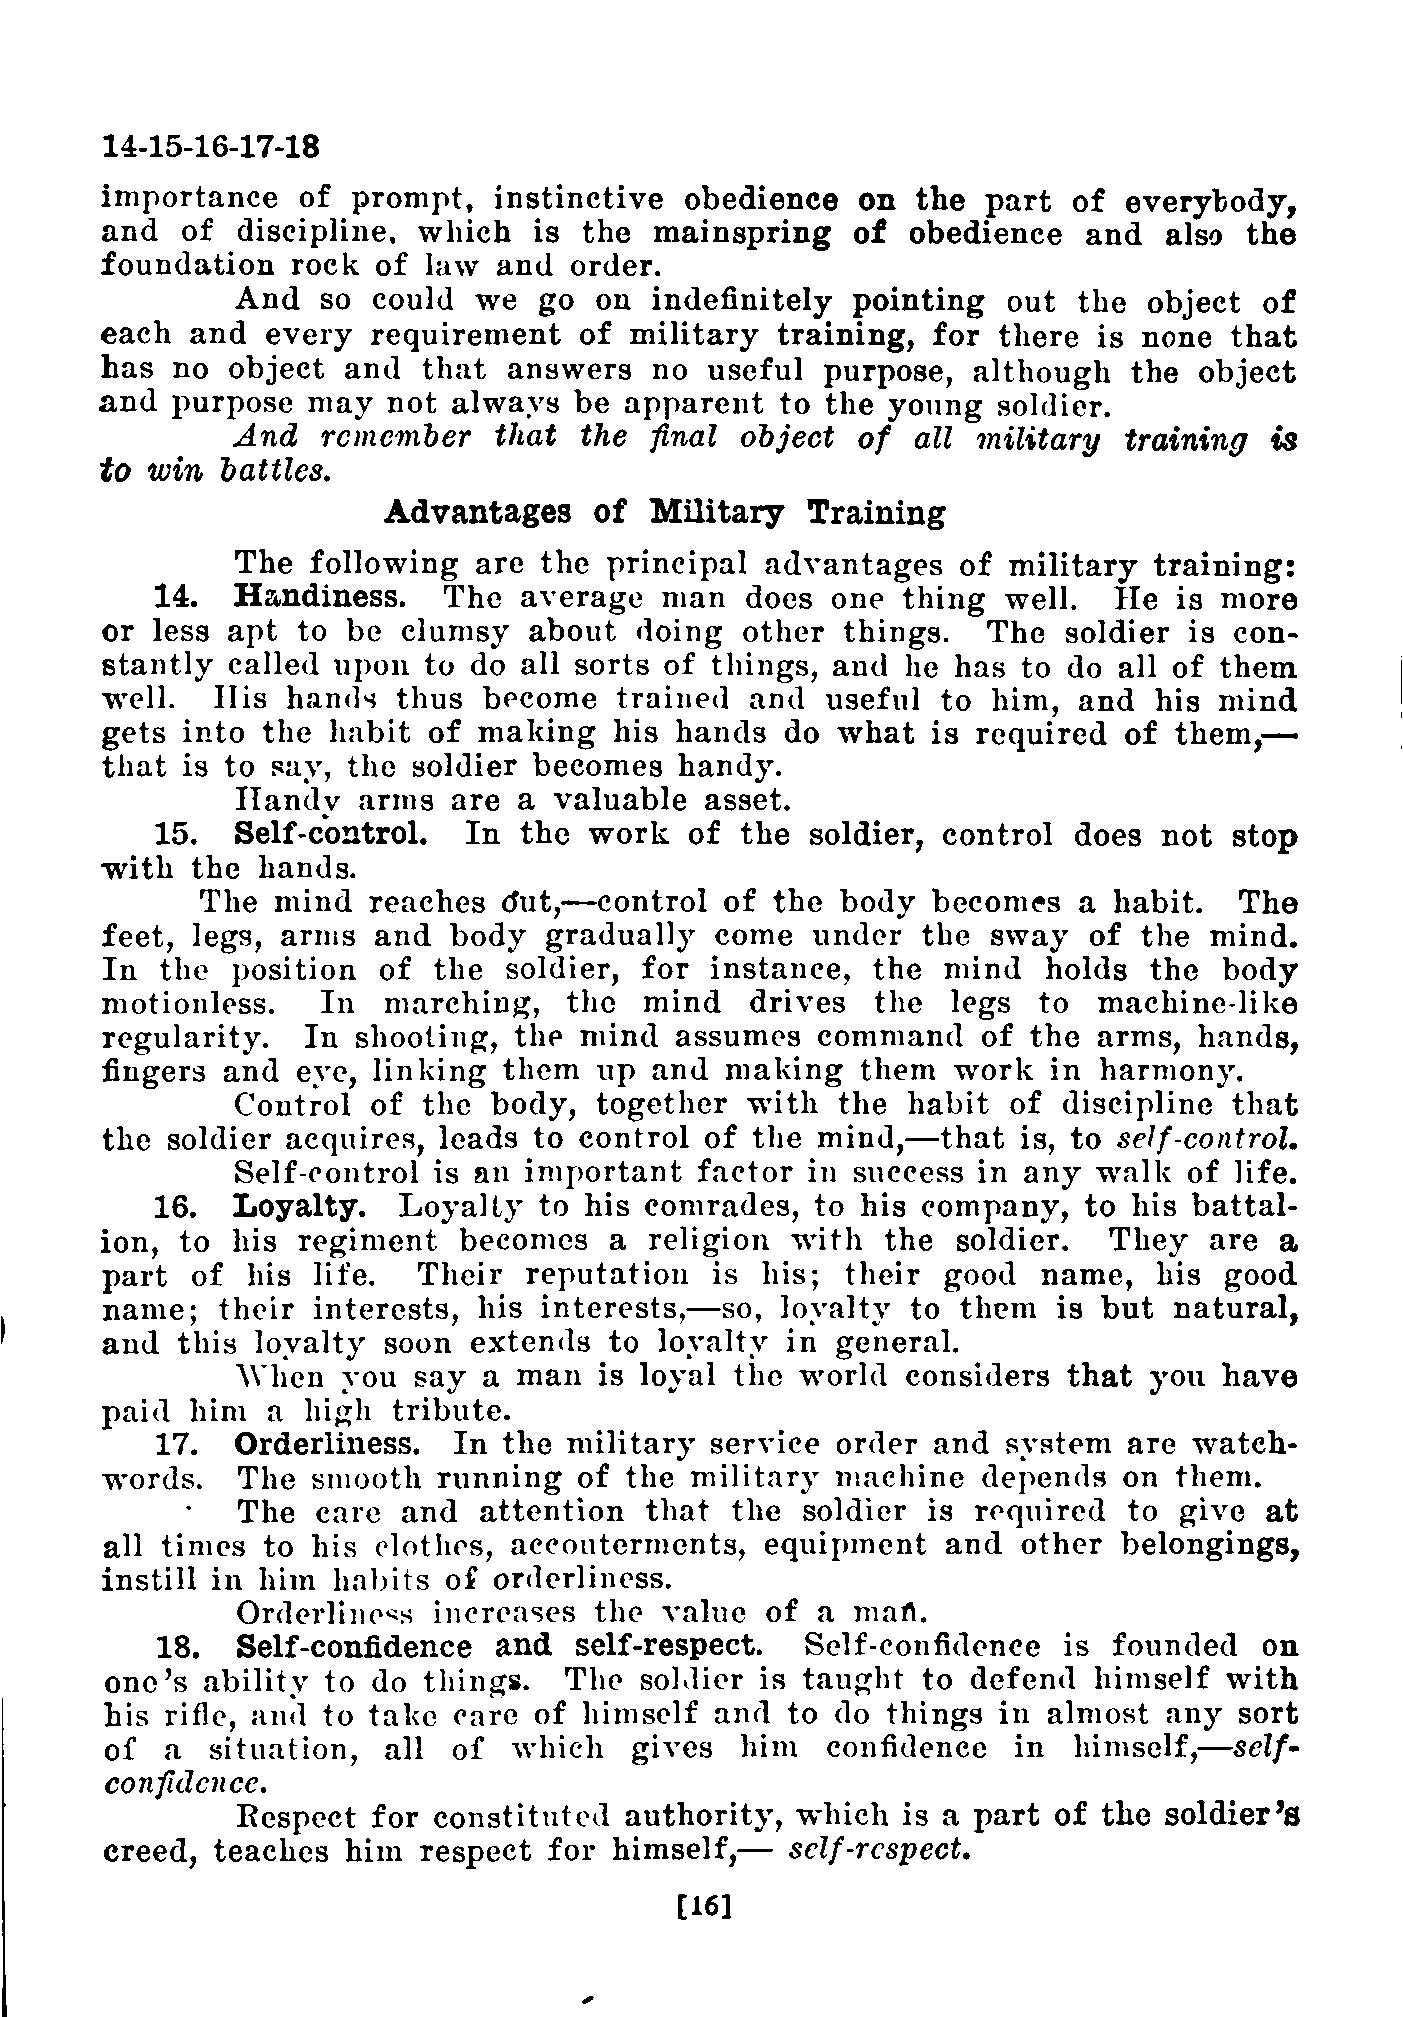 14-15-16-17-18
importance of prompt, instinctive obedience on the part of everybody,
and of discipline, which is the mainspring of obedience and also the
foundation rock of law and order.
And so could we go on indefinitely pointing out the object of
each and every requirement of military training, for there is none that
has no object and that answers no useful purpose, although the object
and purpose may not always be apparent to the young soldier.
And remember that the final object of all military training is
to win battles.
Advantages of Military Training
The following are the principal advantages of military training:
14. Handiness. The average man does one thing well. He is more
or less apt to be clumsy about doing other things. The soldier is con-
stantly called upon to do all sorts of things, and he has to do all of them
well. His hands thus become trained and useful to him, and his mind
gets into the habit of making his hands do what is required of them,—
that is to say, the soldier becomes handy.
Handy arms are a valuable asset.
15. Self-control. In the work of the soldier, control does not stop
with the hands.
The mind reaches out,—control of the body becomes a habit. The
feet, legs, arms and body gradually come under the sway of the mind.
In the position of the soldier, for instance, the mind holds the body
motionless. In marching, the mind drives the legs to machine-like
regularity. In shooting, the mind assumes command of the arms, hands,
fingers and eye, linking them up and making them work in harmony.
Control of the body, together with the habit of discipline that
the soldier acquires, leads to control of the mind,—that is, to self-control.
Self-control is an important factor in success in any walk of life.
16. Loyalty. Loyalty to his comrades, to his company, to his battal-
ion, to his regiment becomes a religion with the soldier. They are a
part of his life. Their reputation is his; their good name, his good
name; their interests, his interests,—so, loyalty to them is but natural,
and this loyalty soon extends to loyalty in general.
When you say a man is loyal the world considers that you have
paid him a high tribute.
17. Orderliness. In the military service order and system are watch-
words. The smooth running of the military machine depends on them.
The care and attention that the soldier is required to give at
all times to his clothes, accouterments, equipment and other belongings,
instill in him habits of orderliness.
Orderliness increases the value of a man.
18. Self-confidence and self-respect. Self-confidence is founded on
one's ability to do things. The soldier is taught to defend himself with
his rifle, and to take care of himself and to do things in almost any sort
of a situation, all of which gives him confidence in himself,—self-
confidence.
Respect for constituted authority, which is a part of the soldier's
creed, teaches him respect for himself,— self-respect.
[16]